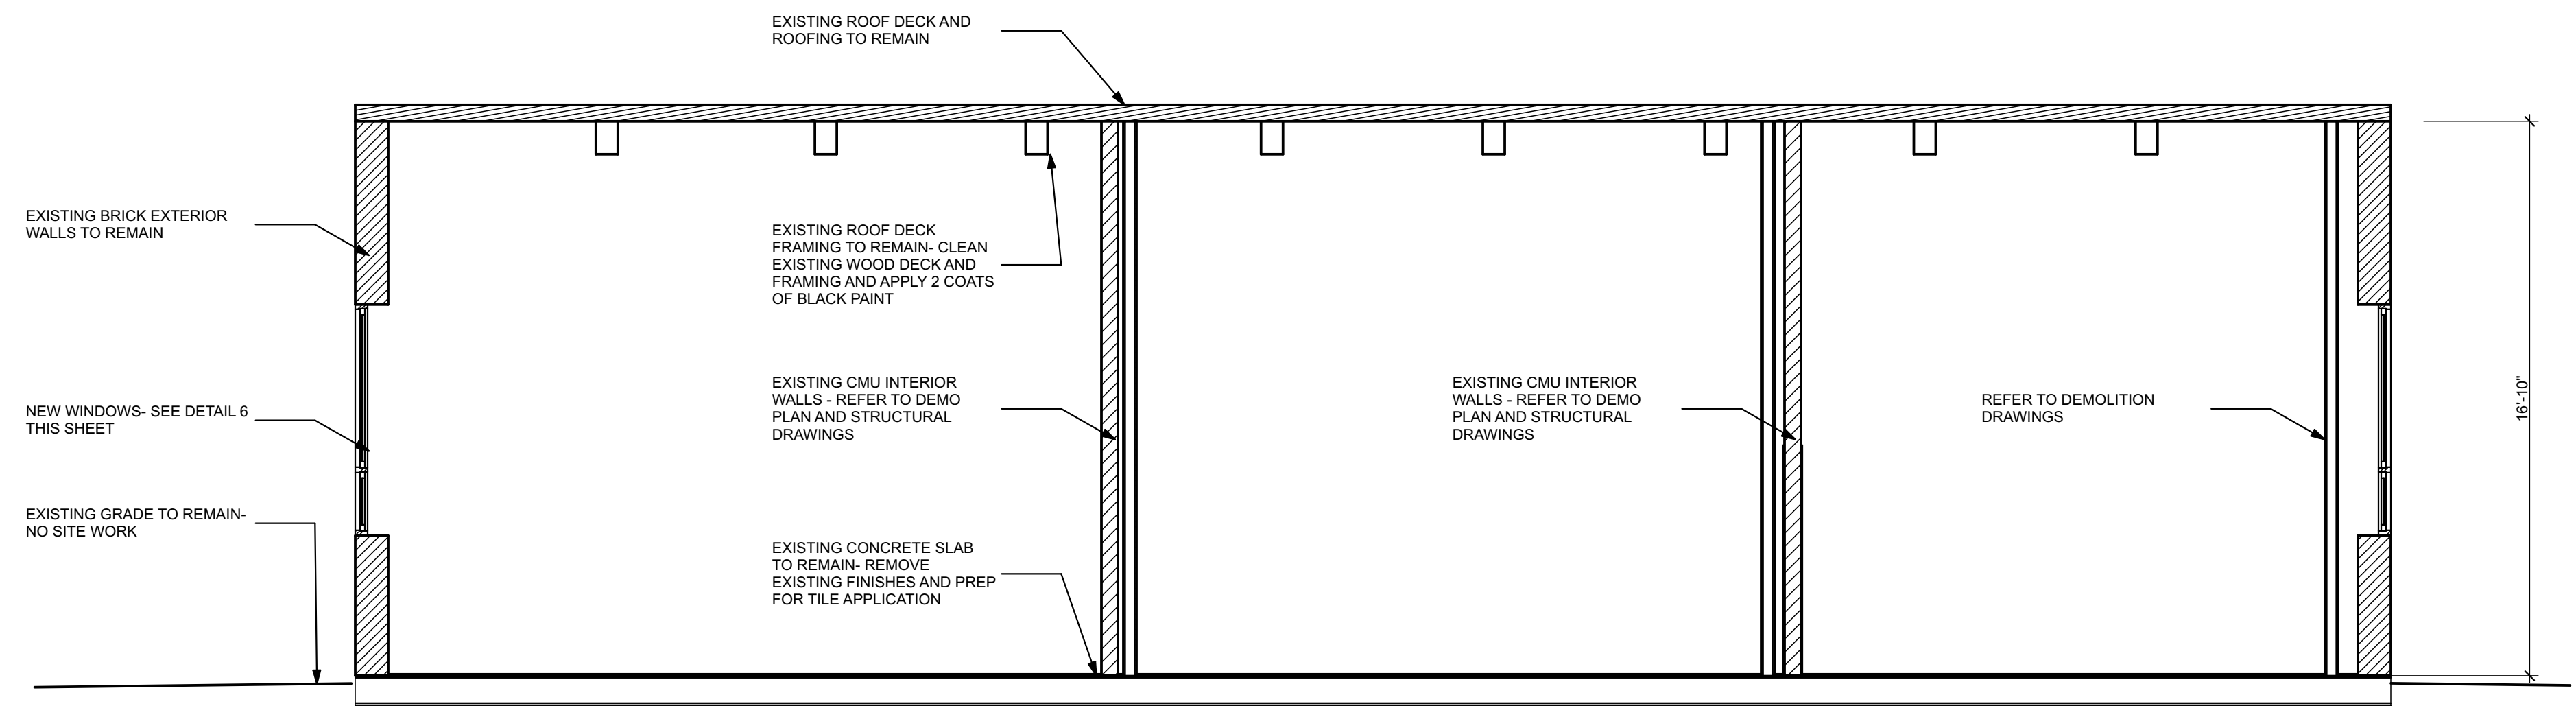 EXISTING ROOF DECK AND
ROOFING TO REMAIN
EXISTING BRICK EXTERIOR
WALLS TO REMAIN
EXISTING ROOF DECK
FRAMING TO REMAIN- CLEAN
EXISTING WOOD DECK AND
FRAMING AND APPLY 2 COATS
OF BLACK PAINT
NEW WINDOWS- SEE DETAIL 6
THIS SHEET
EXISTING CMU INTERIOR
WALLS - REFER TO DEMO
PLAN AND STRUCTURAL
DRAWINGS
EXISTING CMU INTERIOR
WALLS - REFER TO DEMO
PLAN AND STRUCTURAL
DRAWINGS
REFER TO DEMOLITION
DRAWINGS
16'-10"
EXISTING GRADE TO REMAIN-
NO SITE WORK
EXISTING CONCRETE SLAB
TO REMAIN- REMOVE
EXISTING FINISHES AND PREP
FOR TILE APPLICATION